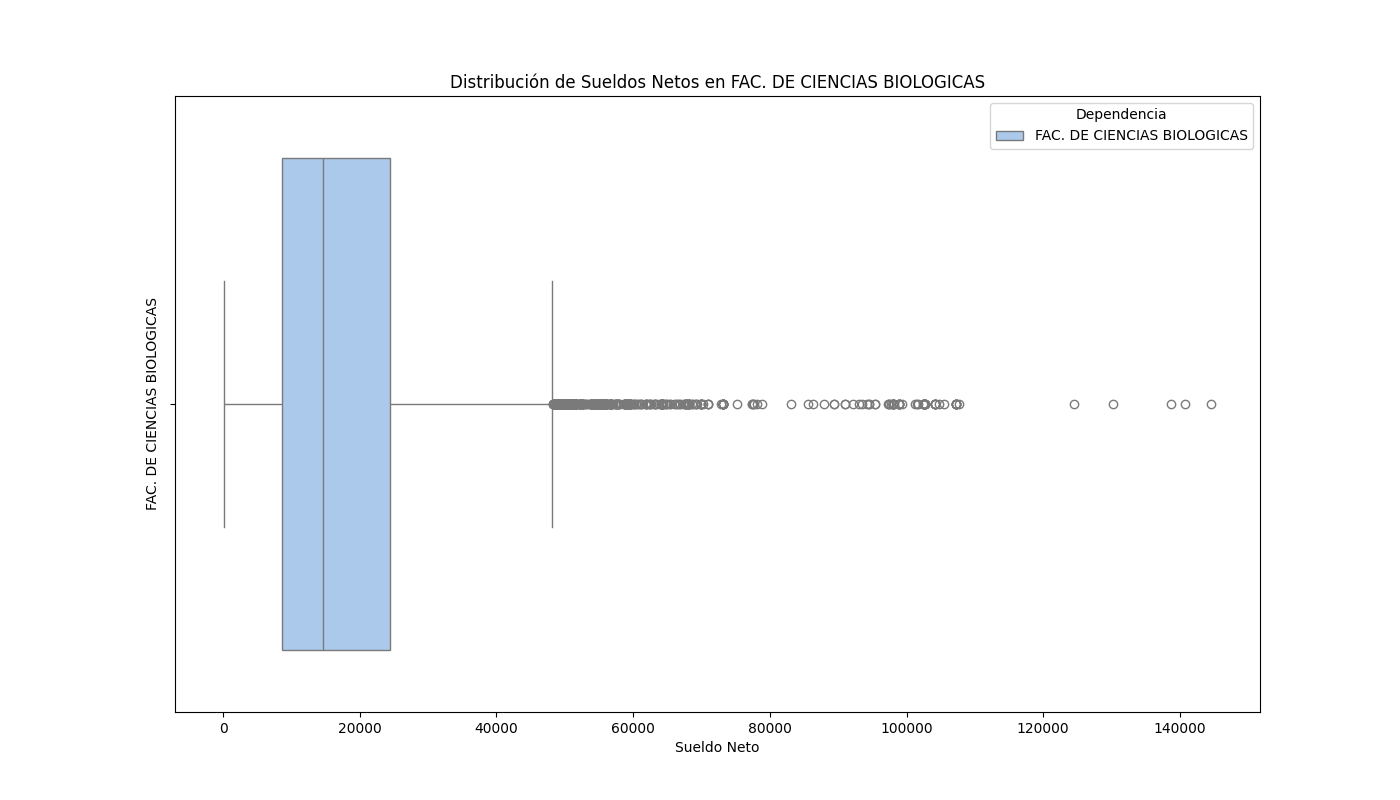 Distribución de Sueldos Netos en FAC. DE CIENCIAS BIOLOGICAS
Dependencia
FAC. DE CIENCIAS BIOLOGICAS
FAC. DE CIENCIAS BIOLOGICAS
0 20000 40000 60000 80000 100000 120000 140000
Sueldo Neto